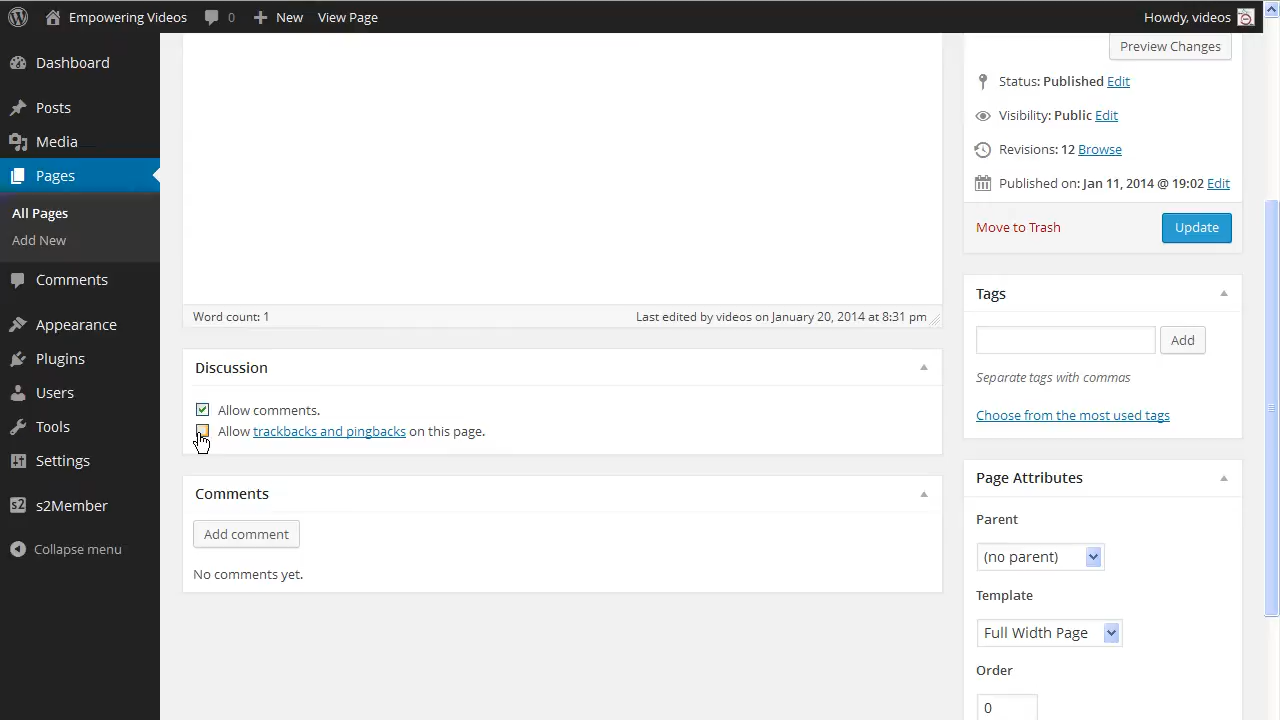 Empowering Videos 0 New View Page Howdy, videos
Dashboard
Posts
Media
Pages
All Pages
Add New
Comments
Appearance
Plugins
Users
Tools
Settings
s2 s2Member
Collapse menu
Word count: 1 Last edited by videos on January 20, 2014 at 8:31 pm
Discussion
Allow comments.
Allow trackbacks and pingbacks on this page.
Comments
Add comment
No comments yet.
Preview Changes
Status: Published Edit
Visibility: Public Edit
Revisions: 12 Browse
Published on: Jan 11, 2014 @ 19:02 Edit
Move to Trash Update
Tags
Add
Separate tags with commas
Choose from the most used tags
Page Attributes
Parent
(no parent)
Template
Full Width Page
Order
0